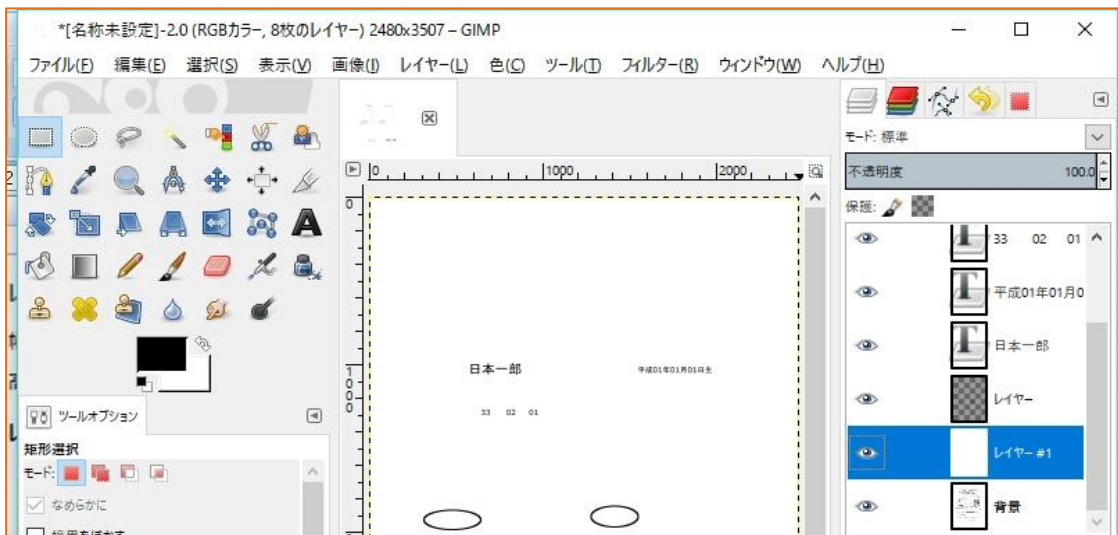 *[名称未設定]-2.0 (RGBカラー, 8枚のレイヤー) 2480x3507 – GIMP
ファイル(F) 編集(E) 選択(S) 表示(V) 画像(I) レイヤー(L) 色(C) ツール(T) フィルター(R) ウィンドウ(W) ヘルプ(H)
モード: 標準
0 1000 2000
不透明度 100.0
保護:
0
33 02 01
平成01年01月0
日本一郎
日本一郎 平成01年01月01日生
1000
33 02 01
レイヤー
ツールオプション
矩形選択
レイヤー #1
モード:
なめらかに
背景